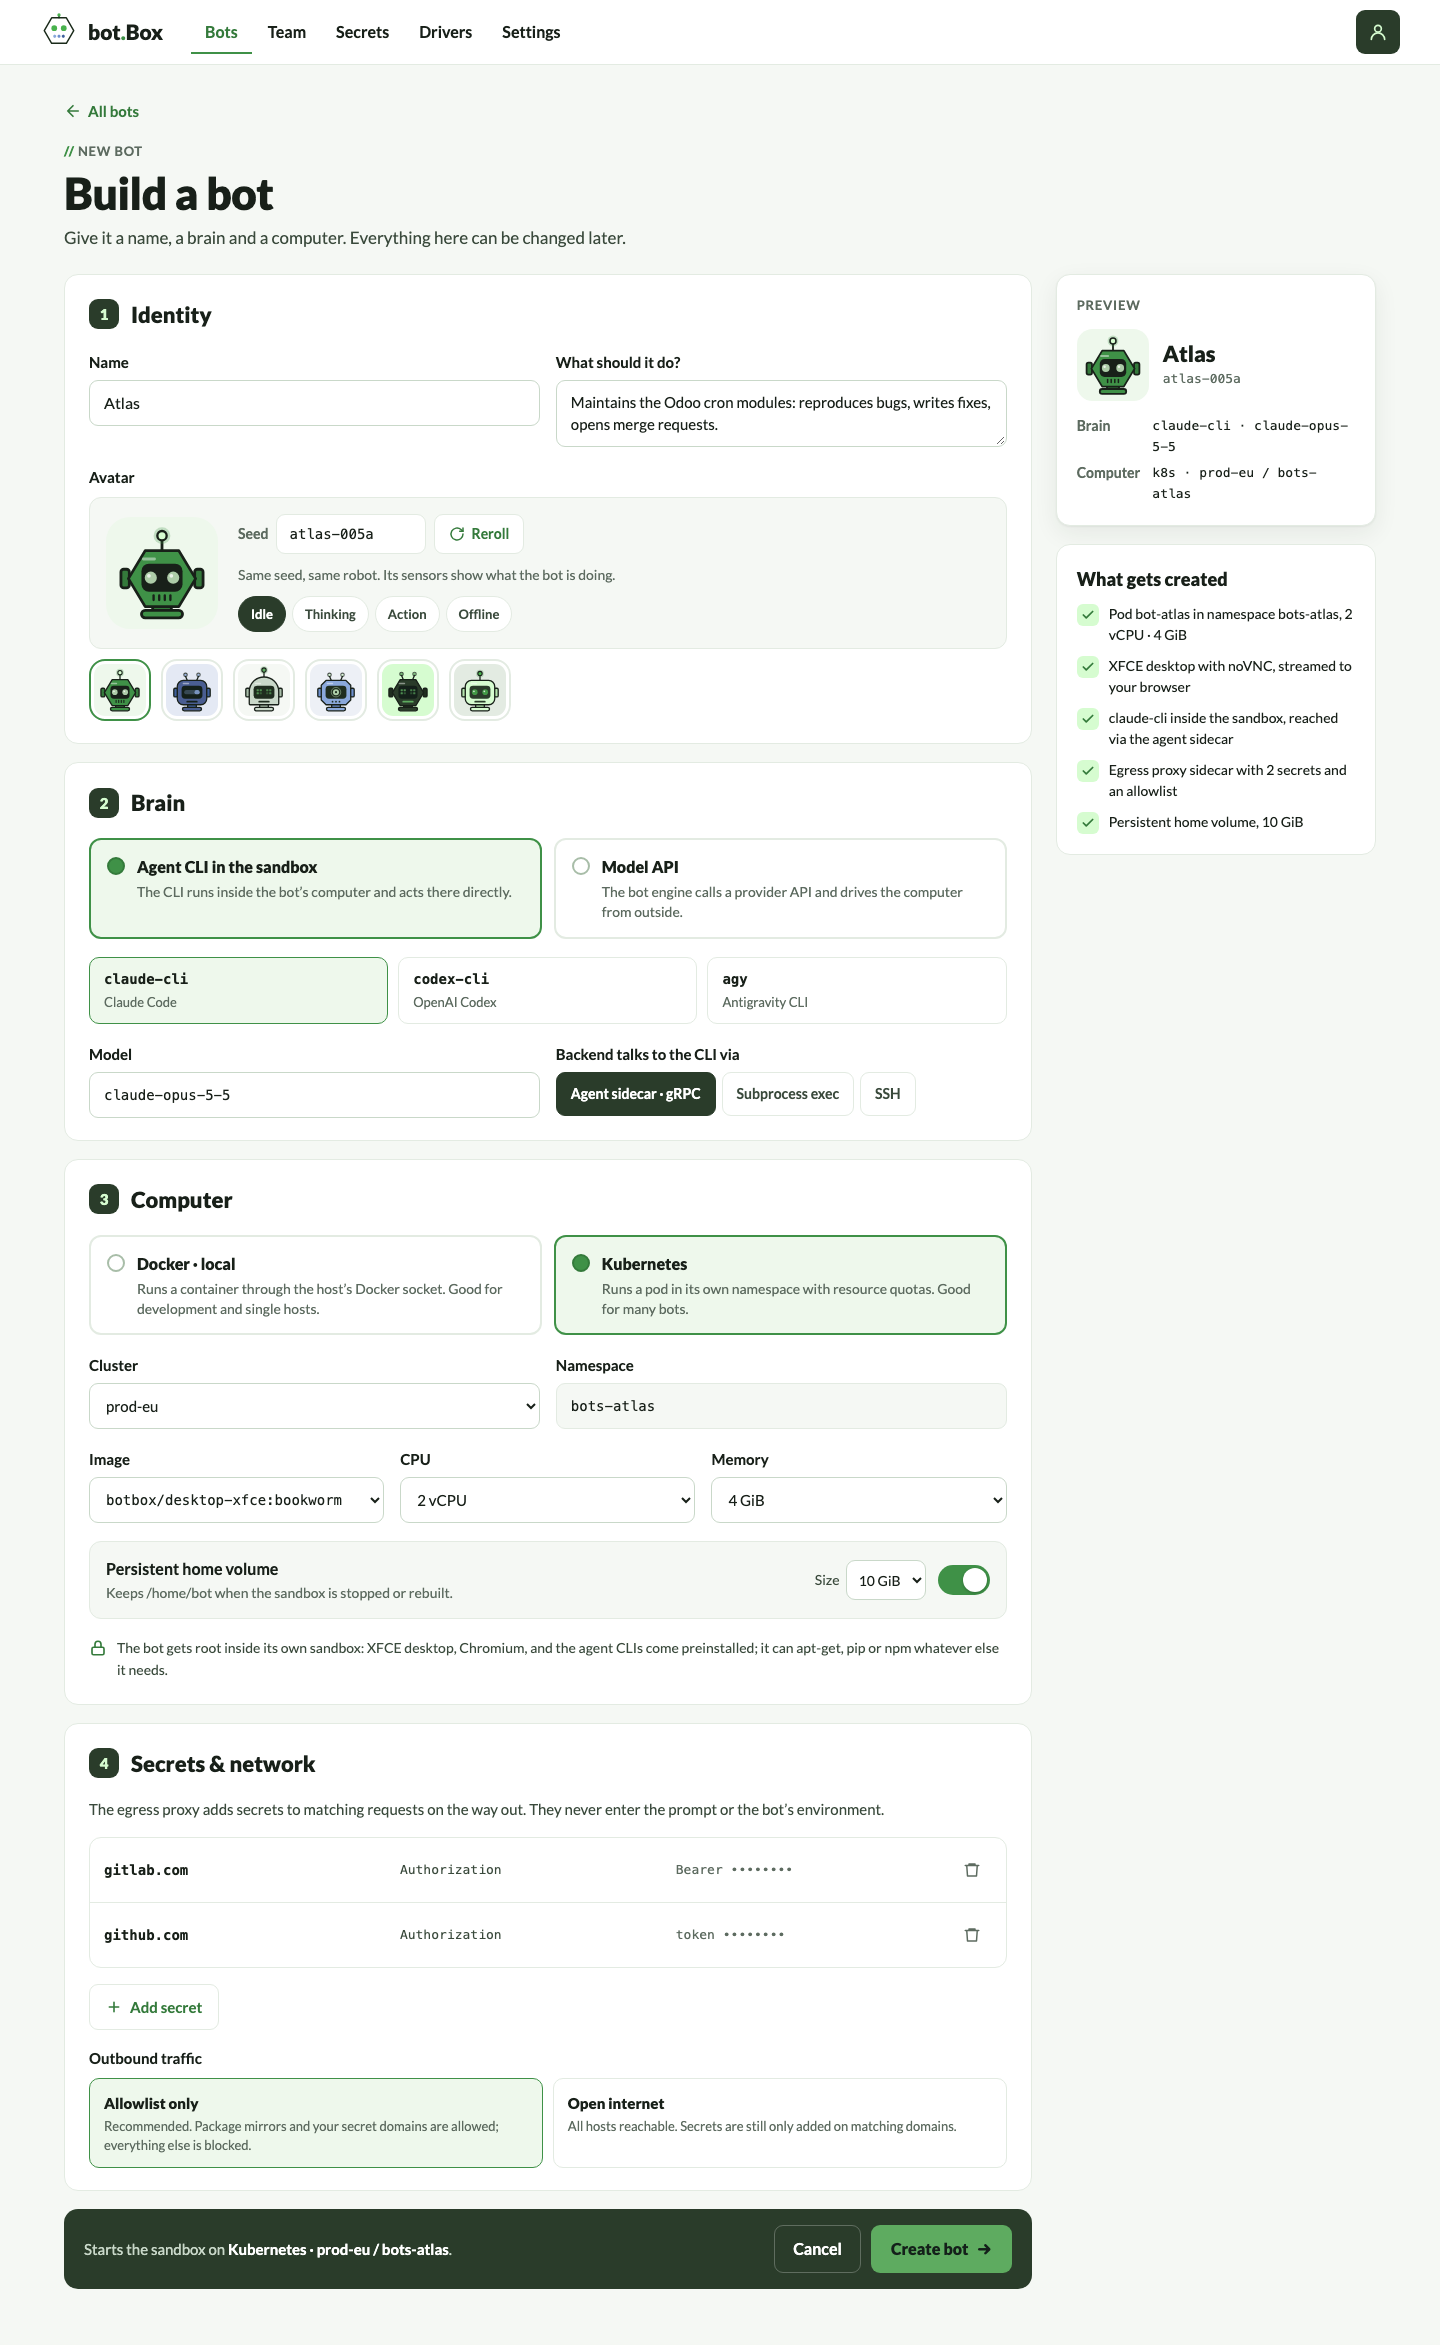 bot.Box
Bots
Team
Secrets
Drivers
Settings
All bots
// NEW BOT
Build a bot
Give it a name, a brain and a computer. Everything here can be changed later.
1
Identity
Name
Atlas
What should it do?
Maintains the Odoo cron modules: reproduces bugs, writes fixes,
opens merge requests.
Avatar
Seed
atlas-005a
Reroll
Same seed, same robot. Its sensors show what the bot is doing.
Idle
Thinking
Action
Offline
2
Brain
Agent CLI in the sandbox
The CLI runs inside the bot's computer and acts there directly.
Model API
The bot engine calls a provider API and drives the computer
from outside.
claude-cli
Claude Code
codex-cli
OpenAI Codex
agy
Antigravity CLI
Model
claude-opus-5-5
Backend talks to the CLI via
Agent sidecar · gRPC
Subprocess exec
SSH
3
Computer
Docker · local
Runs a container through the host's Docker socket. Good for
development and single hosts.
Kubernetes
Runs a pod in its own namespace with resource quotas. Good
for many bots.
Cluster
prod-eu
Namespace
bots-atlas
Image
botbox/desktop-xfce:bookworm
CPU
2 vCPU
Memory
4 GiB
Persistent home volume
Keeps /home/bot when the sandbox is stopped or rebuilt.
Size
10 GiB
The bot gets root inside its own sandbox: XFCE desktop, Chromium, and the agent CLIs come preinstalled; it can apt-get, pip or npm whatever else
it needs.
4
Secrets & network
The egress proxy adds secrets to matching requests on the way out. They never enter the prompt or the bot's environment.
gitlab.com
Authorization
Bearer ••••••••
github.com
Authorization
token ••••••••
Add secret
Outbound traffic
Allowlist only
Recommended. Package mirrors and your secret domains are allowed;
everything else is blocked.
Open internet
All hosts reachable. Secrets are still only added on matching domains.
Starts the sandbox on Kubernetes · prod-eu / bots-atlas.
Cancel
Create bot
PREVIEW
Atlas
atlas-005a
Brain
claude-cli · claude-opus-
5-5
Computer
k8s · prod-eu / bots-
atlas
What gets created
Pod bot-atlas in namespace bots-atlas, 2
vCPU · 4 GiB
XFCE desktop with noVNC, streamed to
your browser
claude-cli inside the sandbox, reached
via the agent sidecar
Egress proxy sidecar with 2 secrets and
an allowlist
Persistent home volume, 10 GiB